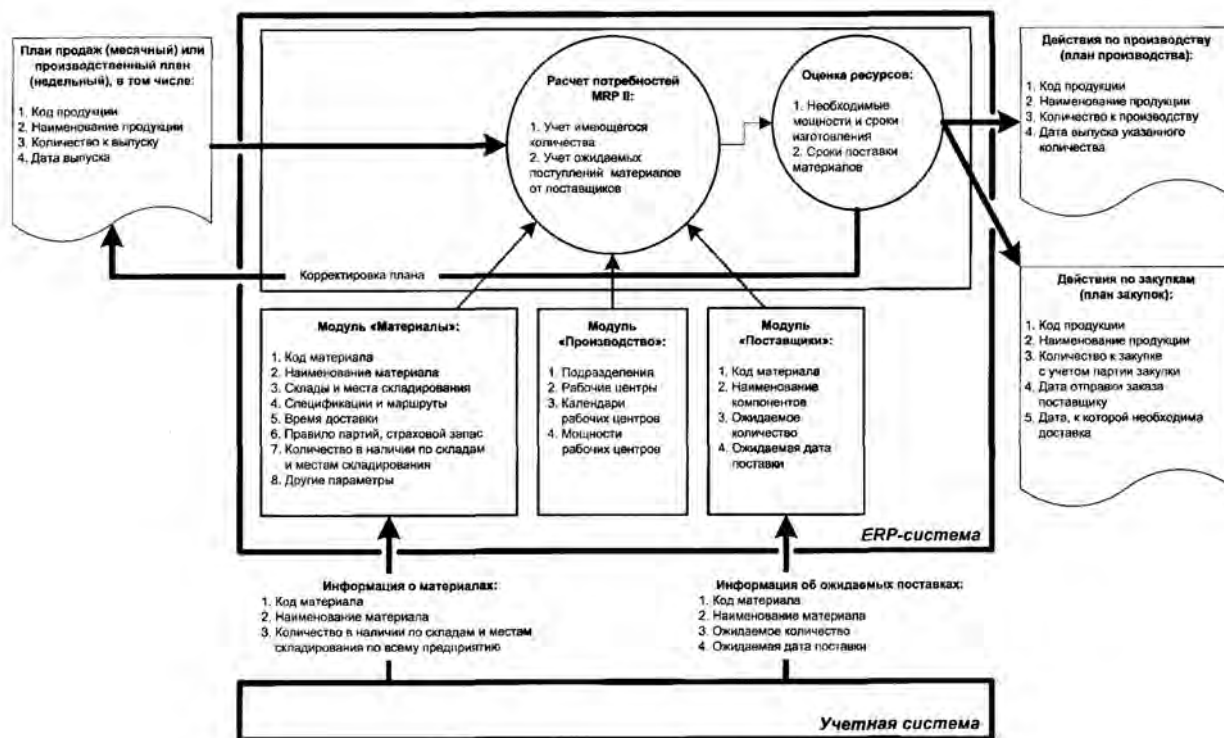 План продаж (месячный) или
производственный план
(недельный), в том числе:
1. Код продукции
2. Наименование продукции
3. Количество к выпуску
4. Дата выпуска
Расчет потребностей
MRP II:
1. Учет имеющегося
количества
2. Учет ожидаемых
поступлений материалов
от поставщиков
Оценка ресурсов:
1. Необходимые
мощности и сроки
изготовления
2. Сроки поставки
материалов
Действия по производству
(план производства):
1. Код продукции
2. Наименование продукции
3. Количество к производству
4. Дата выпуска указанного
количества
Корректировка плана
Действия по закупкам
(план закупок):
1. Код продукции
2. Наименование продукции
3. Количество к закупке
с учетом партии закупки
4. Дата отправки заказа
поставщику
5. Дата, к которой необходима
доставка
Модуль «Материалы»:
1. Код материала
2. Наименование материала
3. Склады и места складирования
4. Спецификации и маршруты
5. Время доставки
6. Правило партий, страховой запас
7. Количество в наличии по складам
и местам складирования
8. Другие параметры
Модуль
«Производство»:
1. Подразделения
2. Рабочие центры
3. Календари
рабочих центров
4. Мощности
рабочих центров
Модуль
«Поставщики»:
1. Код материала
2. Наименование
компонентов
3. Ожидаемое
количество
4. Ожидаемая дата
поставки
ERP-система
Информация о материалах:
1. Код материала
2. Наименование материала
3. Количество в наличии по складам и местам
складирования по всему предприятию
Информация об ожидаемых поставках:
1. Код материала
2. Наименование материала
3. Ожидаемое количество
4. Ожидаемая дата поставки
Учетная система